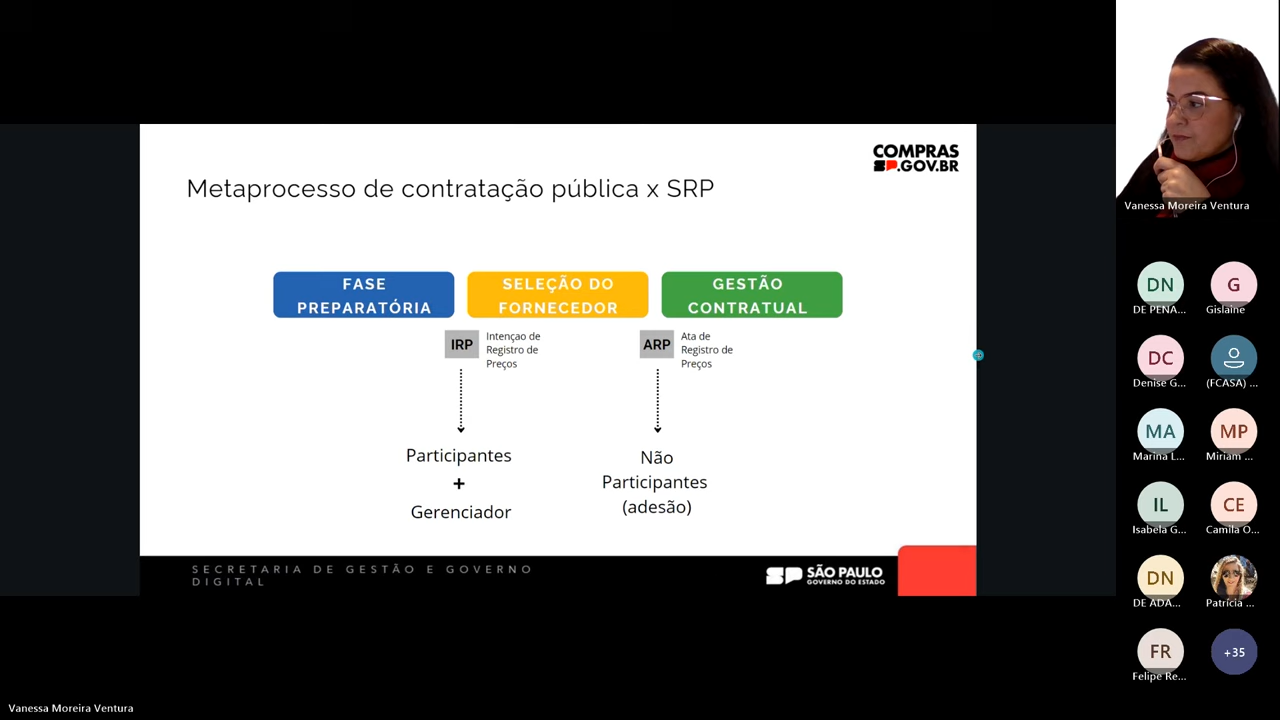 COMPRAS
SP.GOV.BR
Metaprocesso de contratação pública x SRP
FASE
PREPARATÓRIA
SELEÇÃO DO
FORNECEDOR
GESTÃO
CONTRATUAL
IRP
Intençao de
Registro de
Preços
ARP
Ata de
Registro de
Preços
Participantes
+
Gerenciador
Não
Participantes
(adesão)
SECRETARIA DE GESTÃO E GOVERNO
DIGITAL
SP SÃO PAULO
GOVERNO DO ESTADO
Vanessa Moreira Ventura
DN
DE PENA...
G
Gislaine
DC
Denise G...
(FCASA) ...
MA
Marina L...
MP
Miriam ...
IL
Isabela G...
CE
Camila O...
DN
DE ADA...
Patrícia ...
FR
Felipe Re...
+35
Vanessa Moreira Ventura